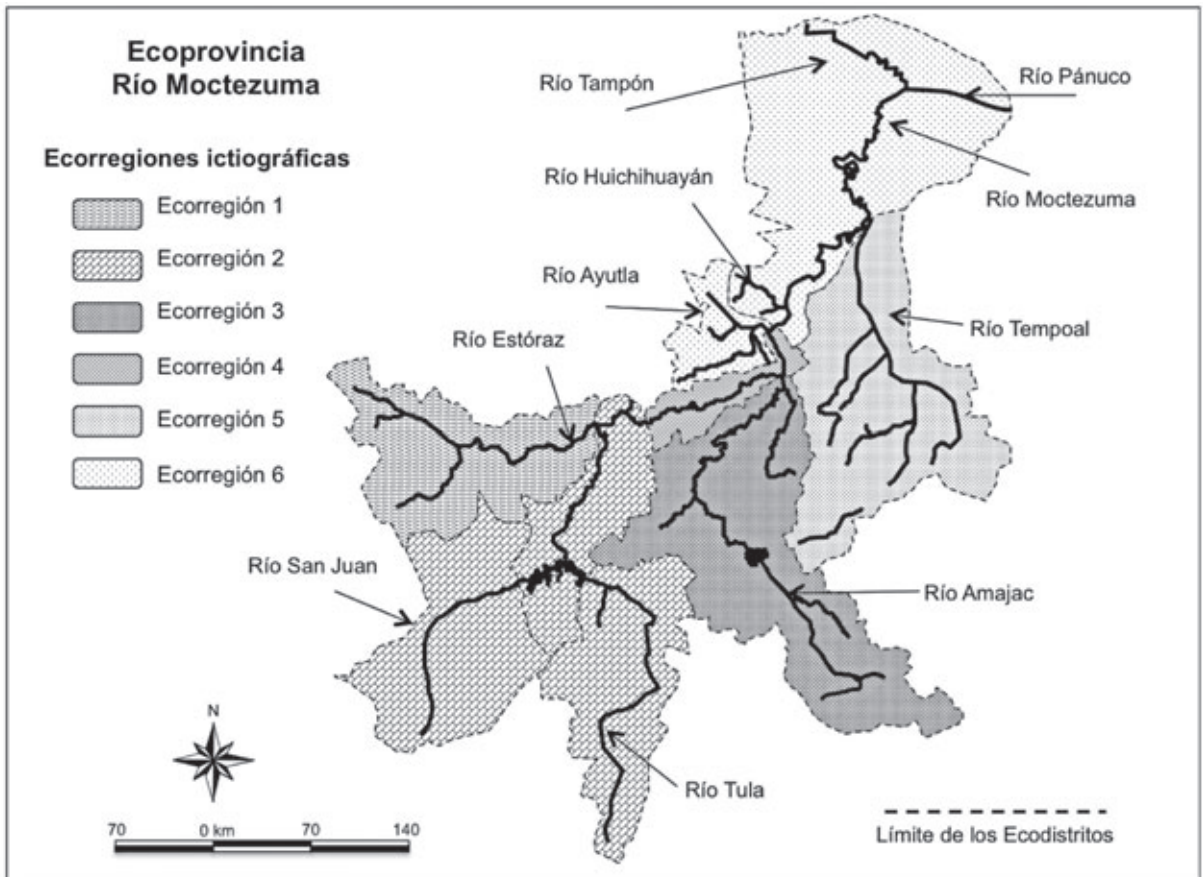 Ecoprovincia
Río Moctezuma
Ecorregiones ictiográficas
Ecorregión 1
Ecorregión 2
Ecorregión 3
Ecorregión 4
Ecorregión 5
Ecorregión 6
Río Tampón
Río Pánuco
Río Huichihuayán
Río Moctezuma
Río Ayutla
Río Estóraz
Río Tempoal
Río San Juan
Río Amajac
Río Tula
N
70 0 km 70 140
Límite de los Ecodistritos